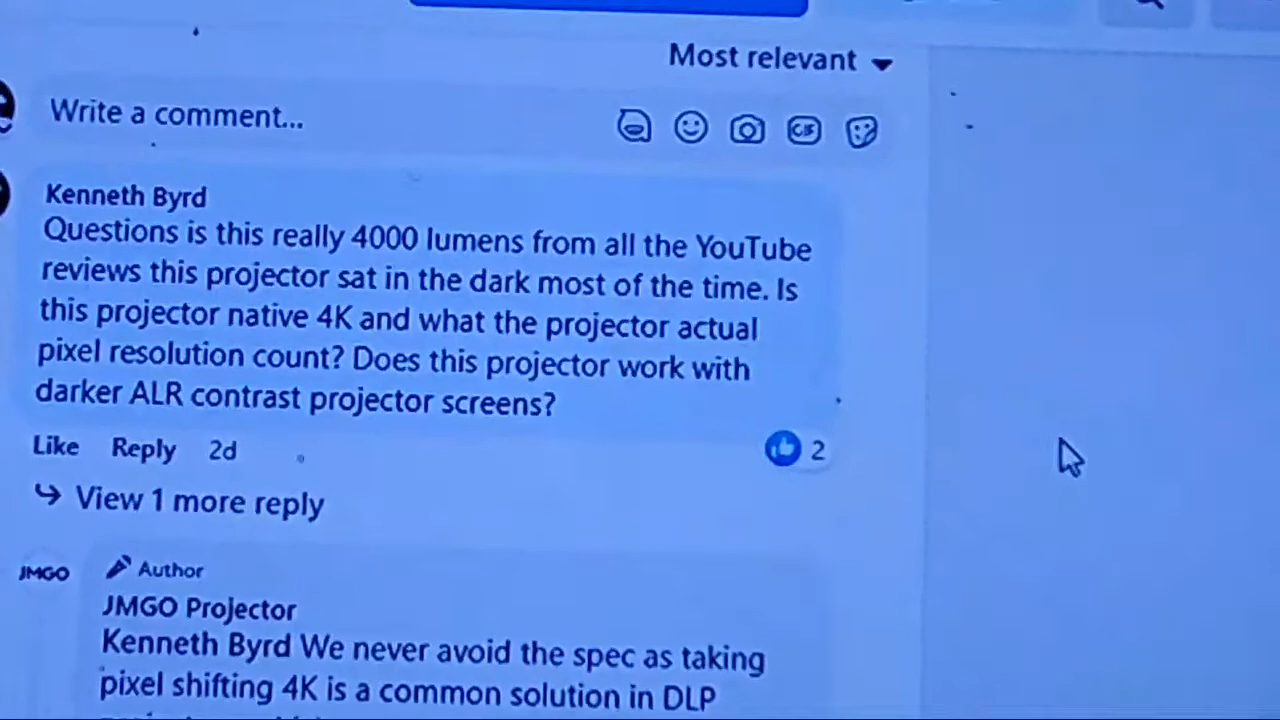 Most relevant
Write a comment...
GIF
Kenneth Byrd
Questions is this really 4000 lumens from all the YouTube
reviews this projector sat in the dark most of the time. Is
this projector native 4K and what the projector actual
pixel resolution count? Does this projector work with
darker ALR contrast projector screens?
Like Reply 2d 2
View 1 more reply
JMGO Author
JMGO Projector
Kenneth Byrd We never avoid the spec as taking
pixel shifting 4K is a common solution in DLP